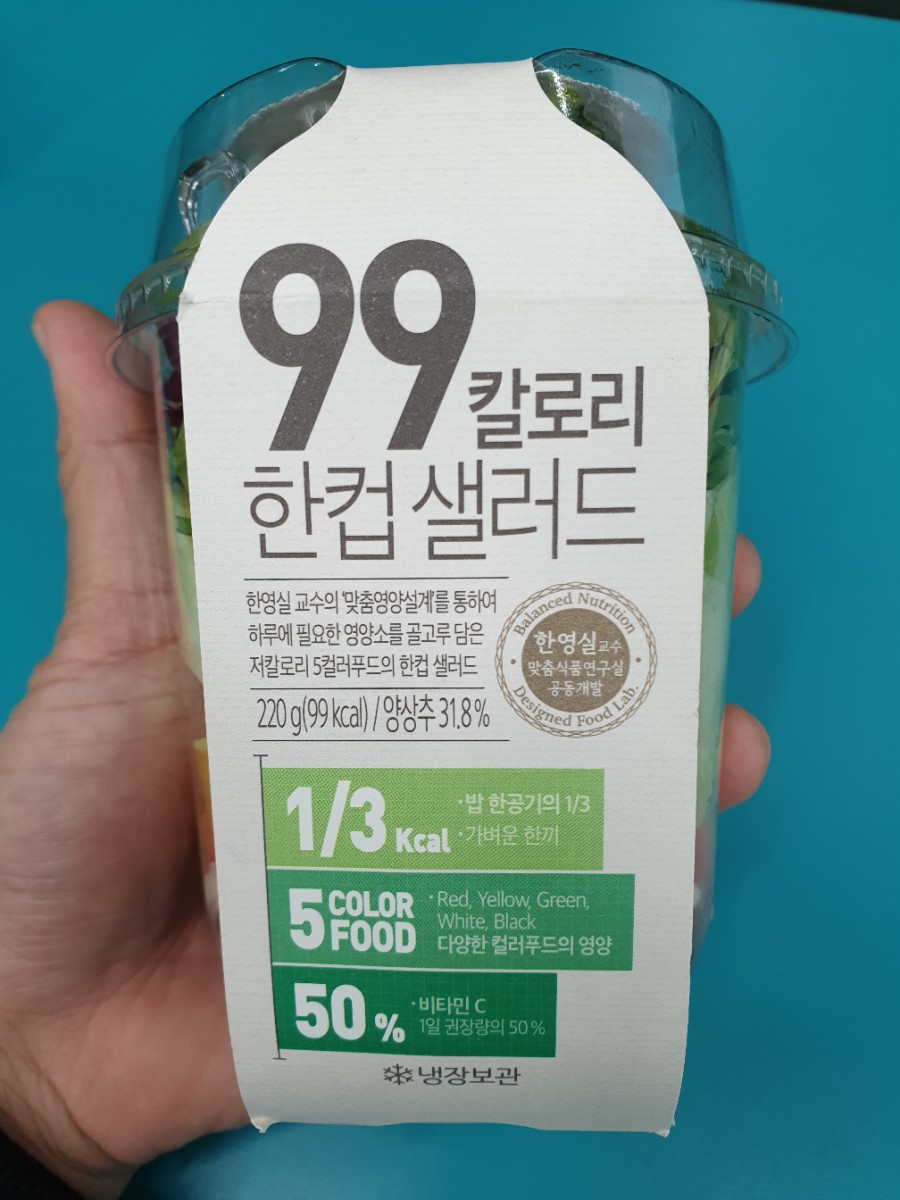 99 칼로리
한컵 샐러드
한영실 교수의 '맞춤영양설계'를 통하여
하루에 필요한 영양소를 골고루 담은
저칼로리 5컬러푸드의 한컵 샐러드
220 g(99 kcal) / 양상추 31.8 %
Balanced Nutrition
한영실교수
맞춤식품연구실
공동개발
Designed Food Lab.
1/3 Kcal
·밥 한공기의 1/3
·가벼운 한끼
5 COLOR
FOOD
·Red, Yellow, Green,
White, Black
다양한 컬러푸드의 영양
50 %
·비타민 C
1일 권장량의 50 %
냉장보관